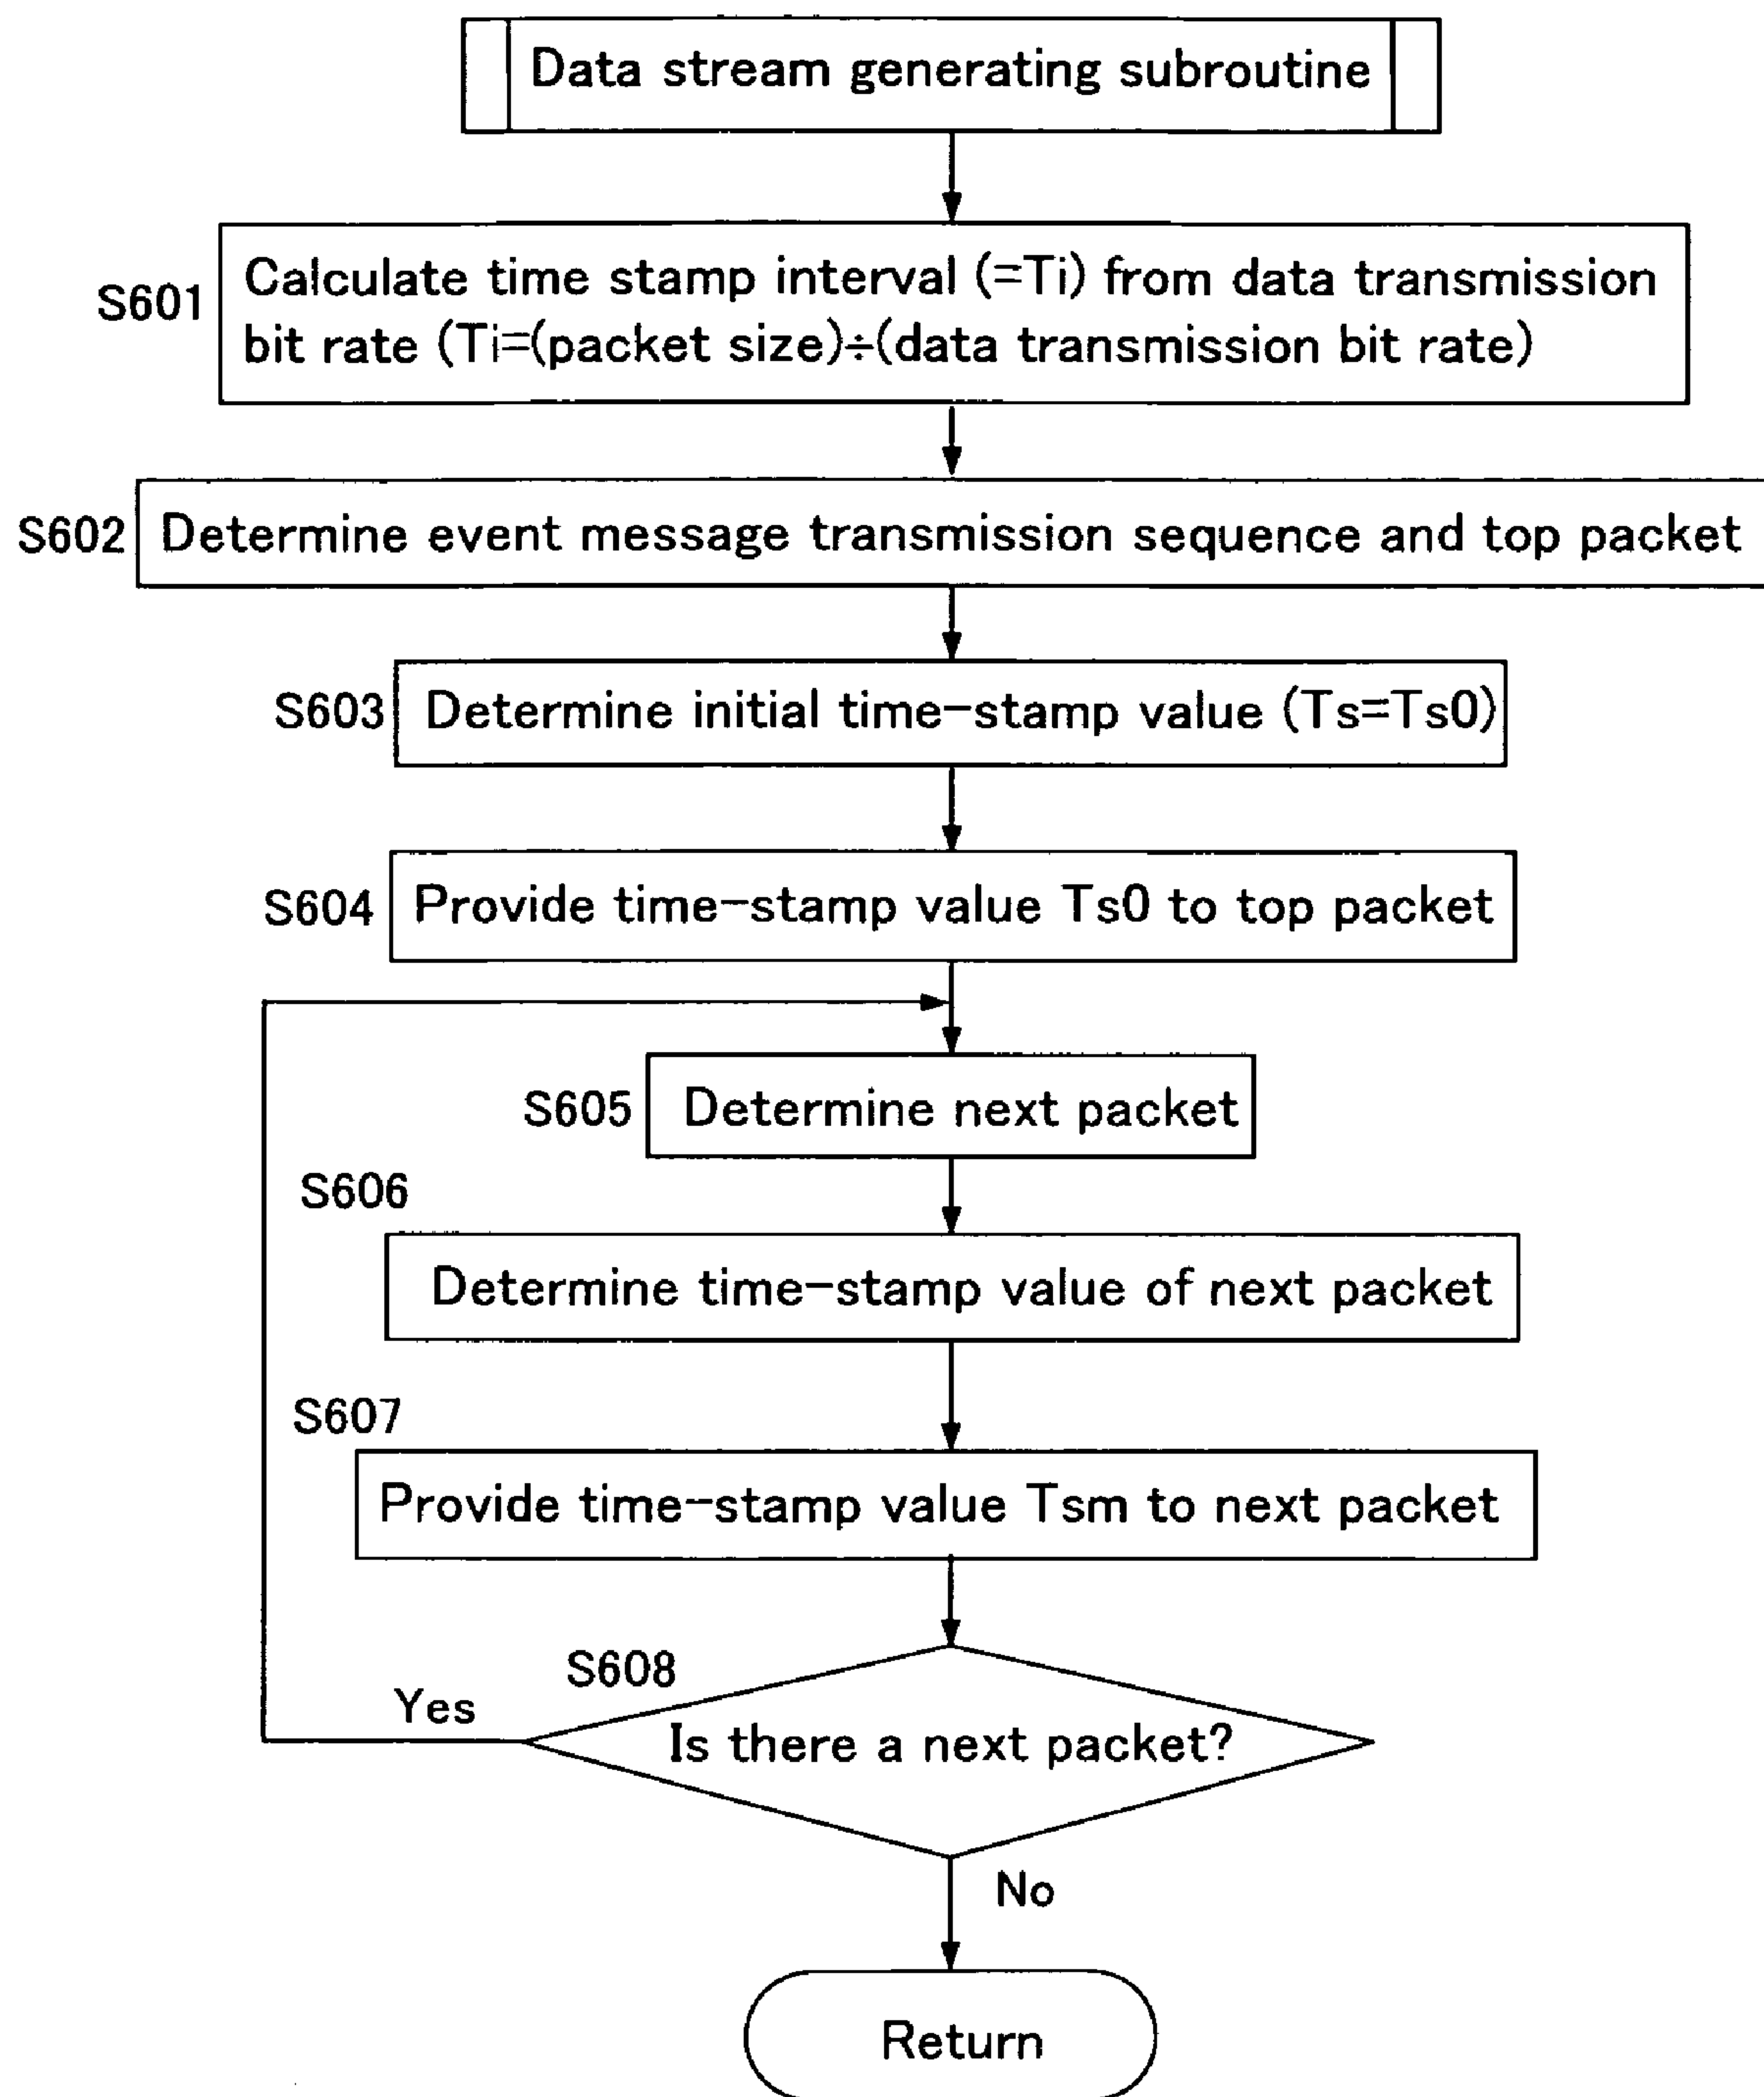 Data stream generating subroutine
S601
Calculate time stamp interval (=Ti) from data transmission
bit rate (Ti=(packet size)÷(data transmission bit rate)
S602
Determine event message transmission sequence and top packet
S603
Determine initial time-stamp value (Ts=Ts0)
S604
Provide time-stamp value Ts0 to top packet
S605
Determine next packet
S606
Determine time-stamp value of next packet
S607
Provide time-stamp value Tsm to next packet
S608
Yes
Is there a next packet?
No
Return